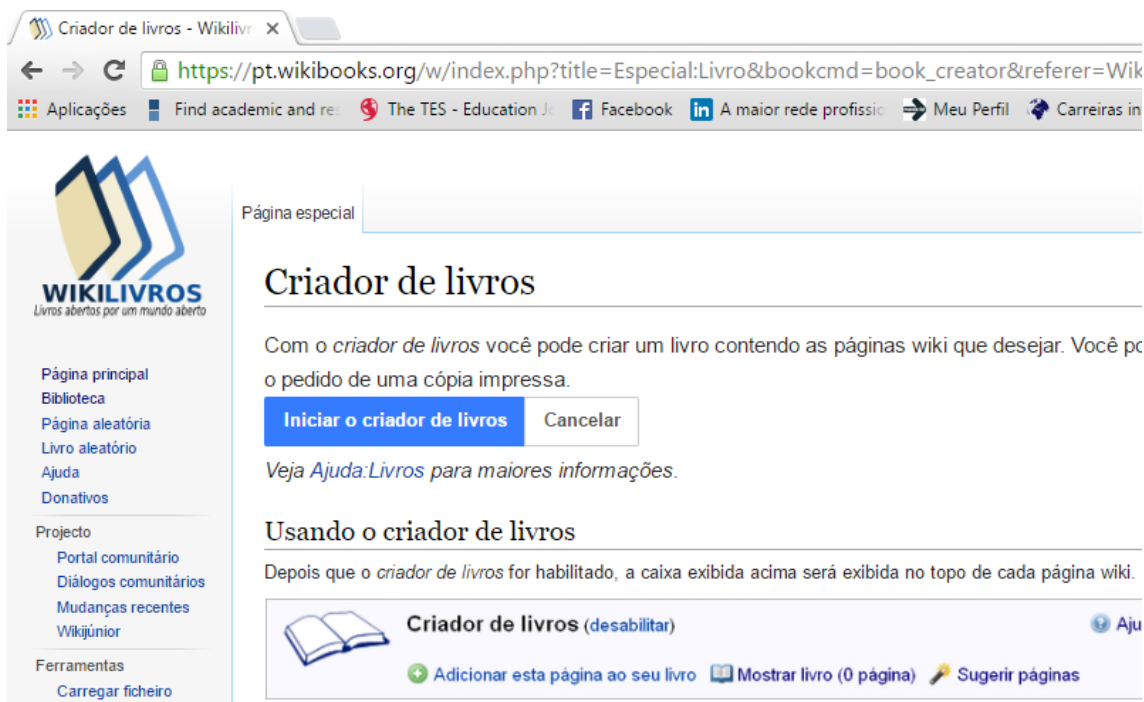 Criador de livros - Wikilivr
https://pt.wikibooks.org/w/index.php?title=Especial:Livro&bookcmd=book_creator&referer=Wik
Aplicações Find academic and res The TES - Education Jo Facebook A maior rede profissio Meu Perfil Carreiras in
WIKILIVROS
Livros abertos por um mundo aberto
Página principal
Biblioteca
Página aleatória
Livro aleatório
Ajuda
Donativos
Projecto
Portal comunitário
Diálogos comunitários
Mudanças recentes
Wikijúnior
Ferramentas
Carregar ficheiro
Página especial
Criador de livros
Com o criador de livros você pode criar um livro contendo as páginas wiki que desejar. Você po
o pedido de uma cópia impressa.
Iniciar o criador de livros Cancelar
Veja Ajuda:Livros para maiores informações.
Usando o criador de livros
Depois que o criador de livros for habilitado, a caixa exibida acima será exibida no topo de cada página wiki.
Criador de livros (desabilitar) Aju
Adicionar esta página ao seu livro Mostrar livro (0 página) Sugerir páginas